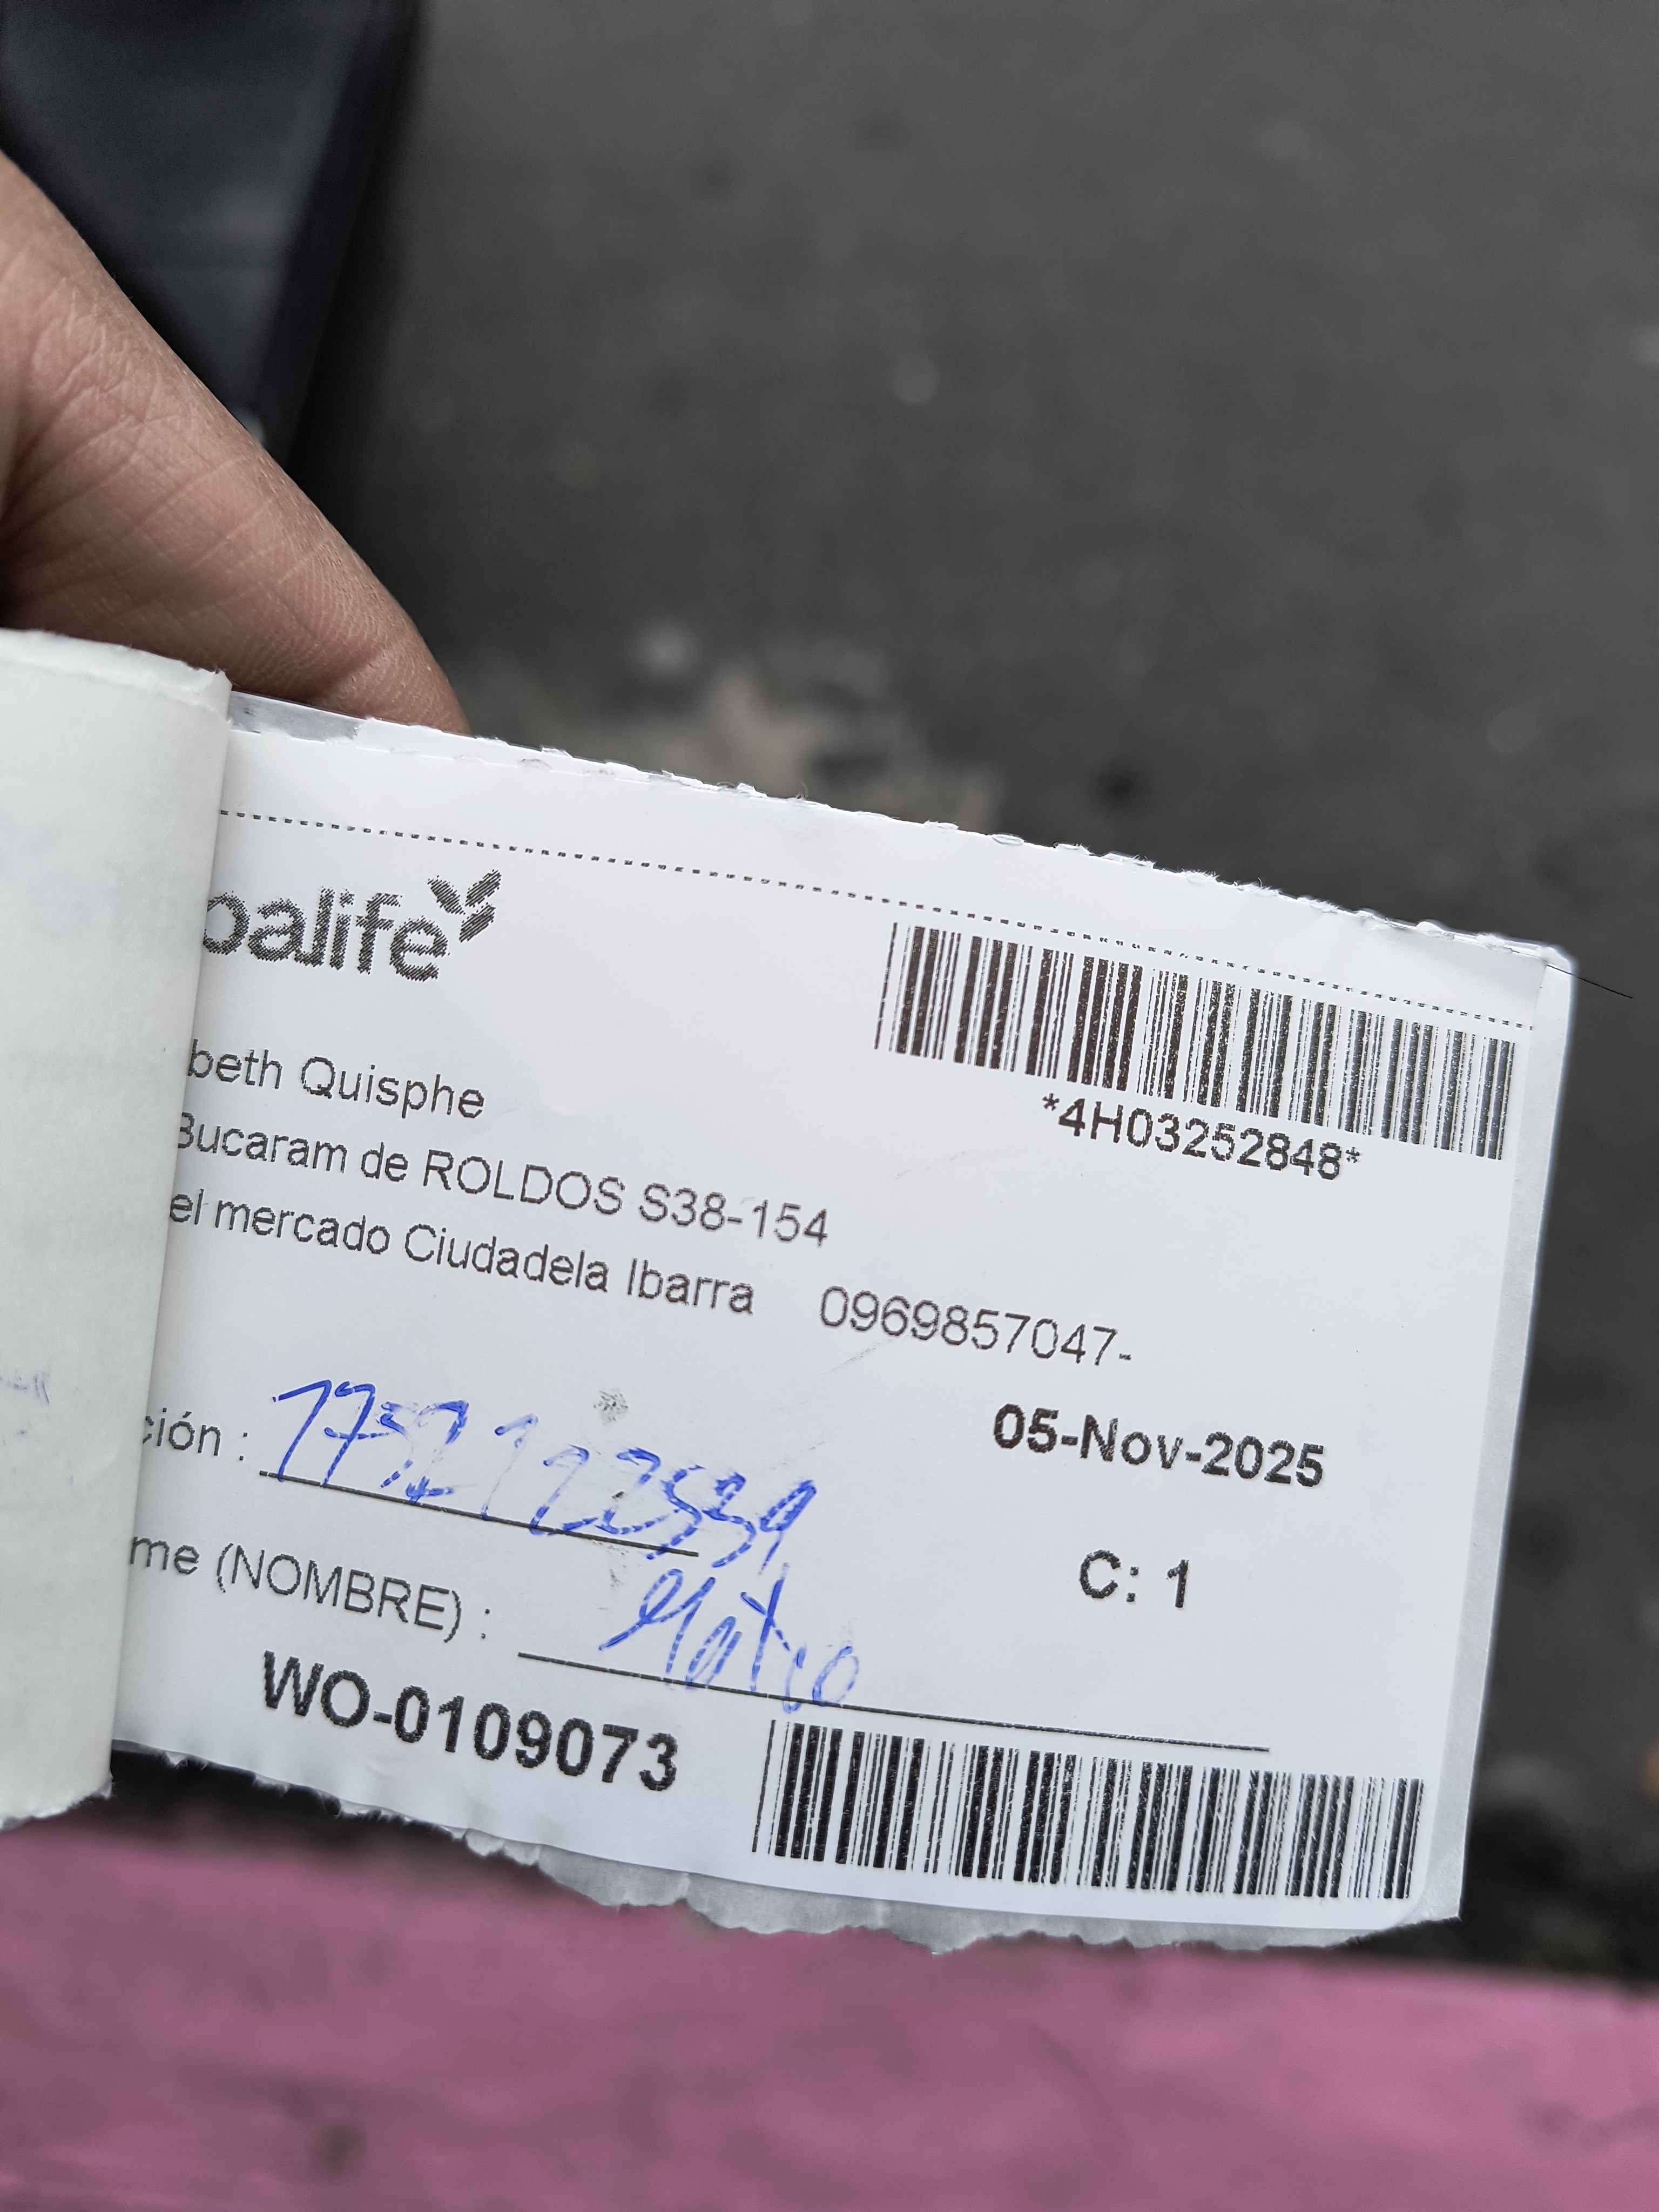 balife
*4H03252848*
beth Quisphe
Bucaram de ROLDOS S38-154
el mercado Ciudadela Ibarra 0969857047-
05-Nov-2025
ción :
C: 1
me (NOMBRE) : Mateo
WO-0109073